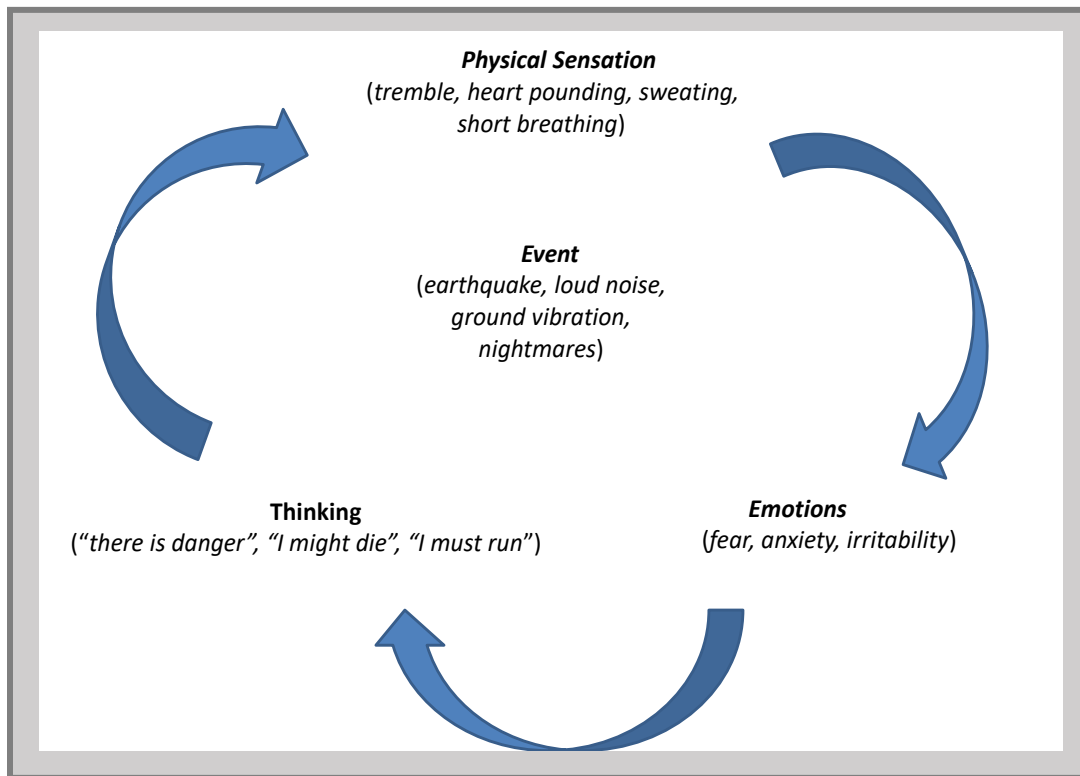 Physical Sensation
(tremble, heart pounding, sweating,
short breathing)
Event
(earthquake, loud noise,
ground vibration,
nightmares)
Thinking
(“there is danger”, “I might die”, “I must run”)
Emotions
(fear, anxiety, irritability)